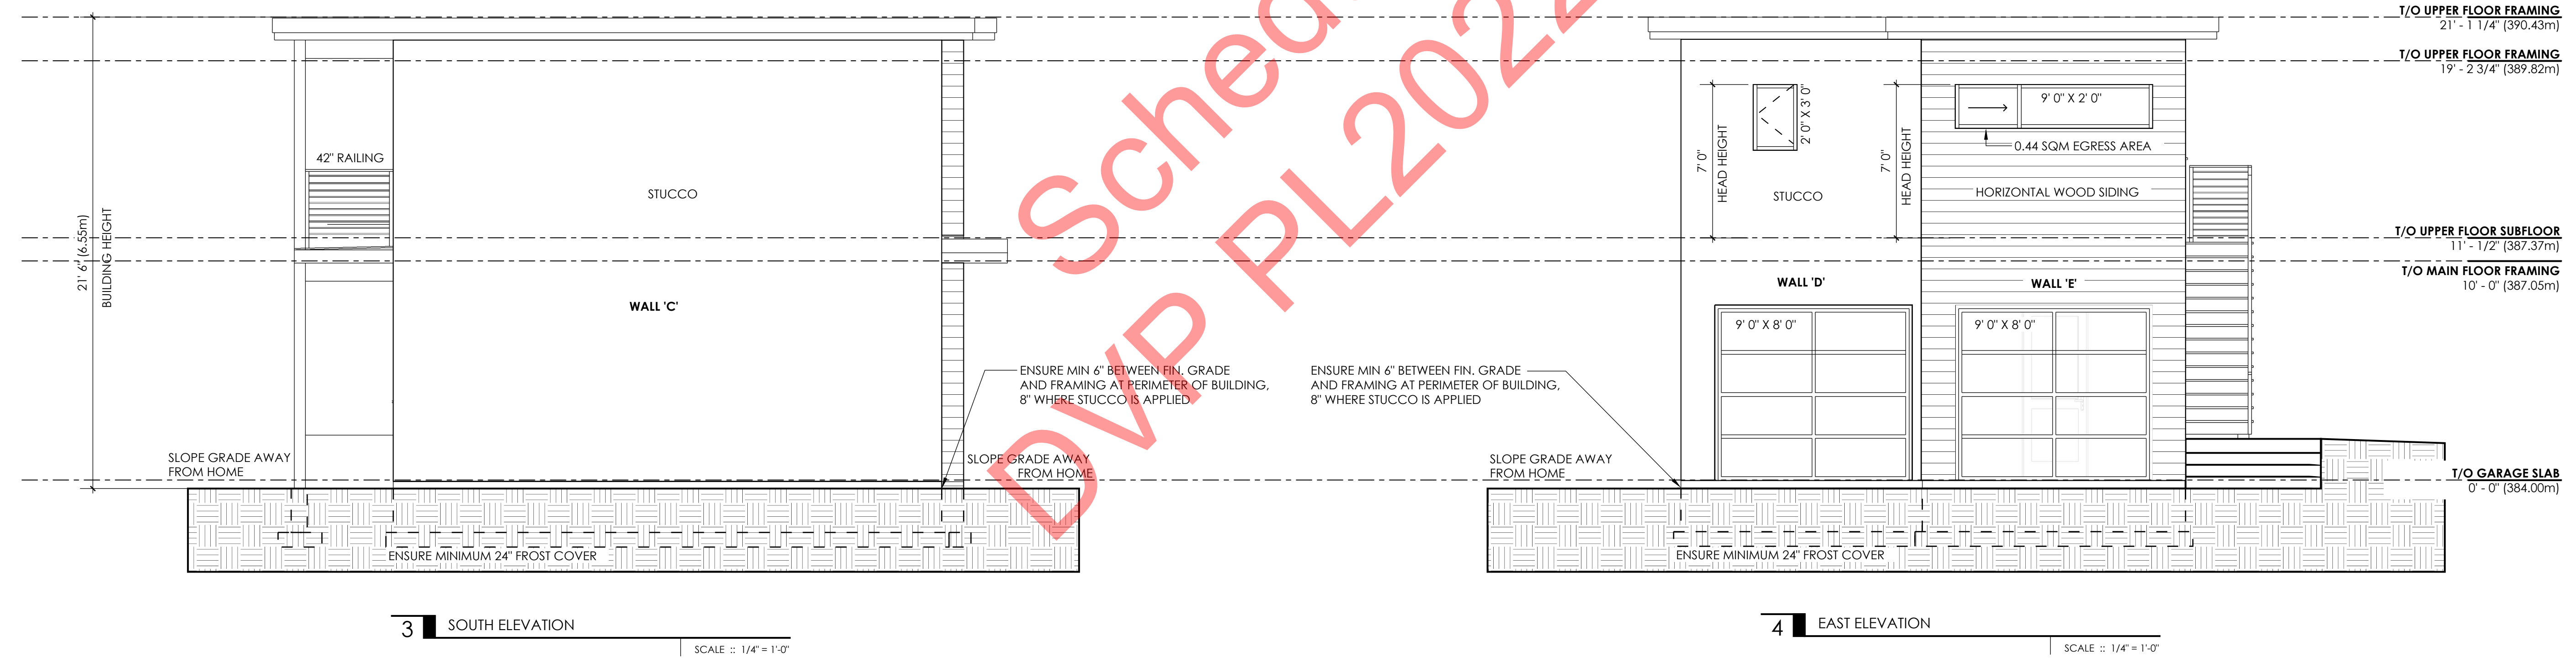 T/O UPPER FLOOR FRAMING
21' - 1 1/4" (390.43m)
T/O UPPER FLOOR FRAMING
19' - 2 3/4" (389.82m)
T/O UPPER FLOOR SUBFLOOR
11' - 1/2" (387.37m)
T/O MAIN FLOOR FRAMING
10' - 0" (387.05m)
T/O GARAGE SLAB
0' - 0" (384.00m)
21' 6" (6.55m)
BUILDING HEIGHT
42" RAILING
STUCCO
WALL 'C'
SLOPE GRADE AWAY
FROM HOME
ENSURE MIN 6" BETWEEN FIN. GRADE
AND FRAMING AT PERIMETER OF BUILDING,
8" WHERE STUCCO IS APPLIED
SLOPE GRADE AWAY
FROM HOME
ENSURE MINIMUM 24" FROST COVER
3 SOUTH ELEVATION
SCALE :: 1/4" = 1'-0"
Sched
DVP PL2022
7' 0"
HEAD HEIGHT
2' 0" X 3' 0"
STUCCO
7' 0"
HEAD HEIGHT
9' 0" X 2' 0"
0.44 SQM EGRESS AREA
HORIZONTAL WOOD SIDING
WALL 'D'
WALL 'E'
9' 0" X 8' 0"
9' 0" X 8' 0"
ENSURE MIN 6" BETWEEN FIN. GRADE
AND FRAMING AT PERIMETER OF BUILDING,
8" WHERE STUCCO IS APPLIED
SLOPE GRADE AWAY
FROM HOME
ENSURE MINIMUM 24" FROST COVER
4 EAST ELEVATION
SCALE :: 1/4" = 1'-0"